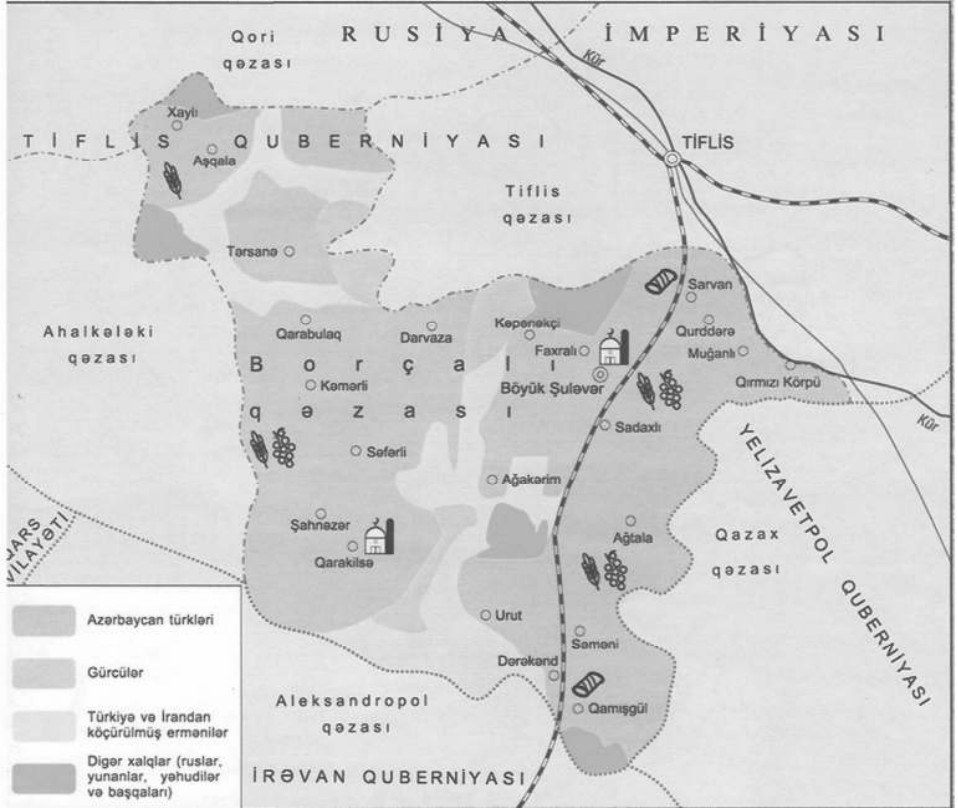 RUSİYA İMPERİYASI
Qori
qəzası
Kür
Xaylı
TİFLİS QUBERNİYASI
TİFLİS
Aşqala
Tiflis
qəzası
Tərsanə
Sarvan
Ahalkələki
qəzası
Qarabulaq
Darvaza
Kəpənəkçi
Qurddərə
Faxralı
Muğanlı
Borçalı
qəzası
Kəmərli
Böyük Şuləvər
Qırmızı Körpü
Kür
Sadaxlı
Səfərli
Ağakərim
YELİZAVETPOL QUBERNİYASI
Şahnəzər
Ağtala
Qazax
qəzası
QARS
VİLAYƏTİ
Qarakilsə
Urut
Səməni
Dərəkənd
Qamışgül
Aleksandropol
qəzası
İRƏVAN QUBERNİYASI
Azərbaycan türkləri
Gürcülər
Türkiyə və İrandan
köçürülmüş ermənilər
Digər xalqlar (ruslar,
yunanlar, yəhudilər
və başqaları)